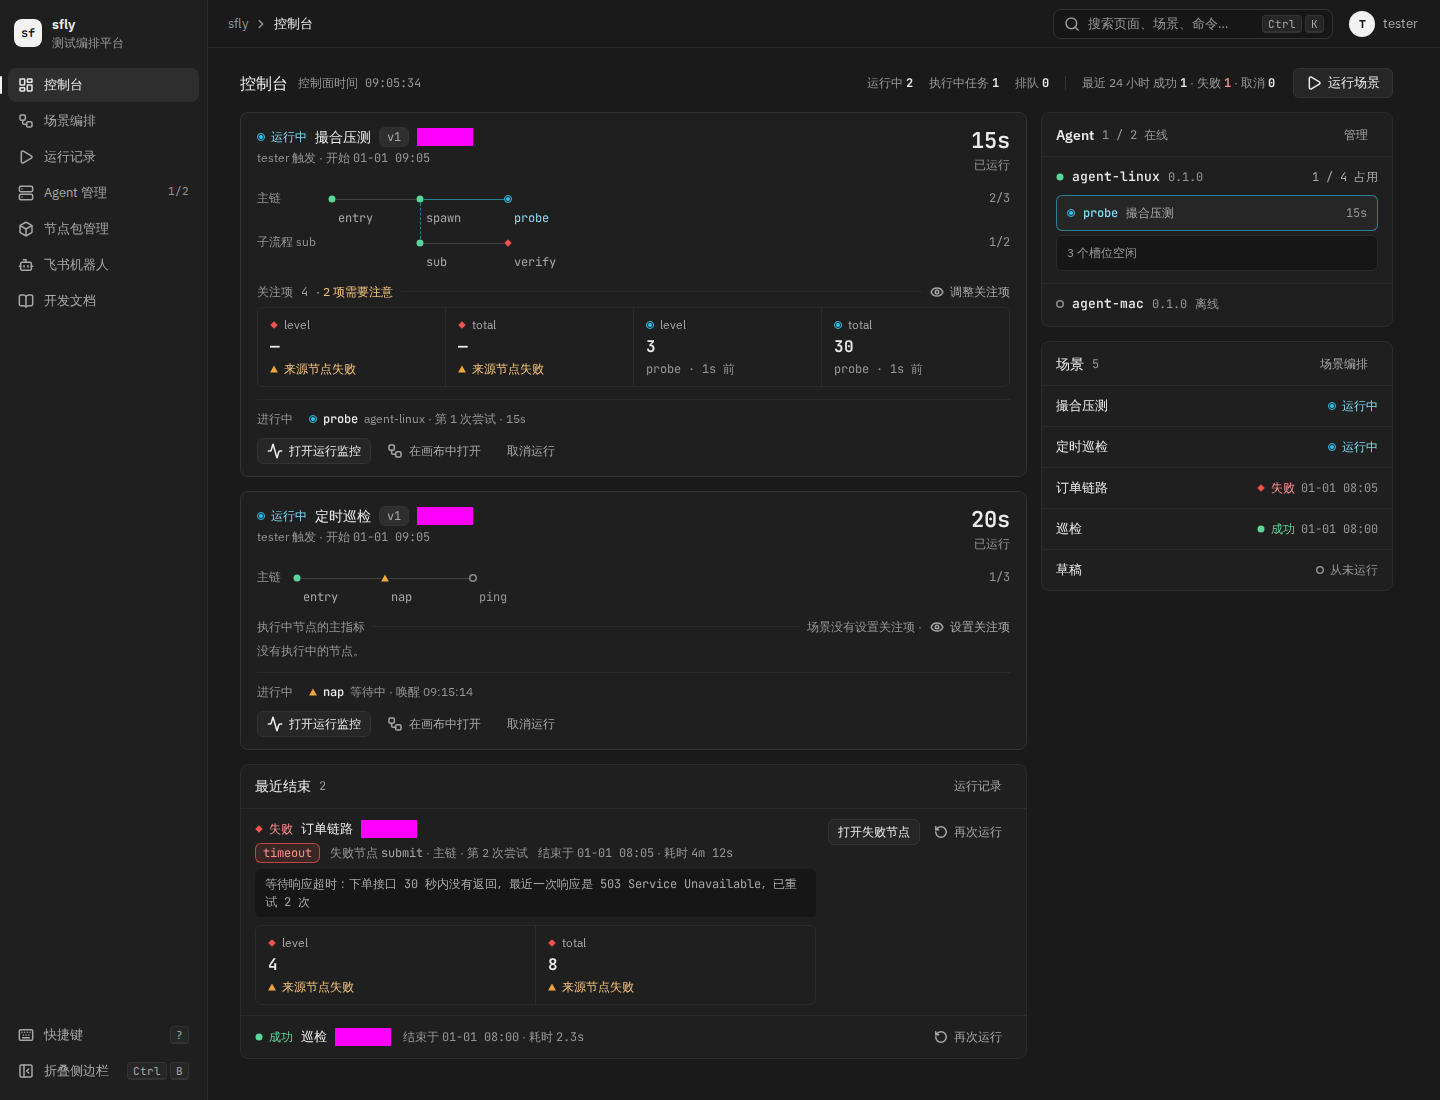 sf
sfly
测试编排平台
控制台
场景编排
运行记录
Agent 管理 1/2
节点包管理
飞书机器人
开发文档
快捷键 ?
折叠侧边栏 Ctrl B
sfly > 控制台
搜索页面、场景、命令... Ctrl K
T tester
控制台 控制面时间 09:05:34
运行中 2 执行中任务 1 排队 0 最近 24 小时 成功 1 · 失败 1 · 取消 0
运行场景
运行中 撮合压测 v1
15s
tester 触发 · 开始 01-01 09:05
已运行
主链 2/3
entry spawn probe
子流程 sub 1/2
sub verify
关注项 4 · 2 项需要注意 调整关注项
level total level total
— — 3 30
来源节点失败 来源节点失败 probe · 1s 前 probe · 1s 前
进行中 probe agent-linux · 第 1 次尝试 · 15s
打开运行监控 在画布中打开 取消运行
运行中 定时巡检 v1
20s
tester 触发 · 开始 01-01 09:05
已运行
主链 1/3
entry nap ping
执行中节点的主指标 场景没有设置关注项 · 设置关注项
没有执行中的节点。
进行中 nap 等待中 · 唤醒 09:15:14
打开运行监控 在画布中打开 取消运行
最近结束 2 运行记录
失败 订单链路 打开失败节点 再次运行
timeout 失败节点 submit · 主链 · 第 2 次尝试 结束于 01-01 08:05 · 耗时 4m 12s
等待响应超时：下单接口 30 秒内没有返回，最近一次响应是 503 Service Unavailable，已重
试 2 次
level total
4 8
来源节点失败 来源节点失败
成功 巡检 结束于 01-01 08:00 · 耗时 2.3s 再次运行
Agent 1 / 2 在线 管理
agent-linux 0.1.0 1 / 4 占用
probe 撮合压测 15s
3 个槽位空闲
agent-mac 0.1.0 离线
场景 5 场景编排
撮合压测 运行中
定时巡检 运行中
订单链路 失败 01-01 08:05
巡检 成功 01-01 08:00
草稿 从未运行